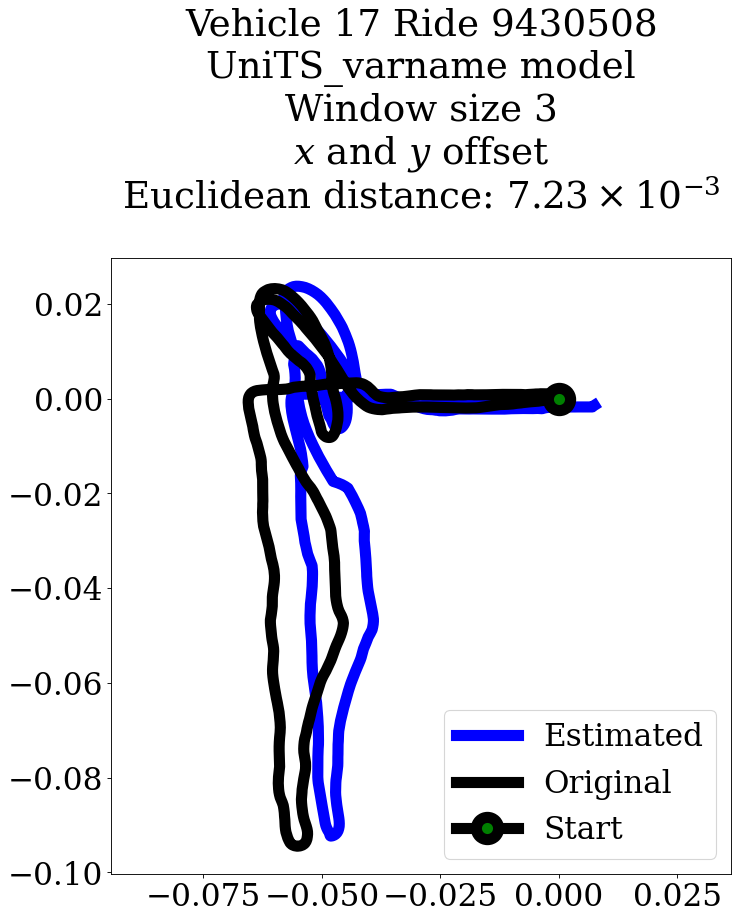 Vehicle 17 Ride 9430508
UniTS_varname model
Window size 3
x and y offset
Euclidean distance: 7.23 × 10⁻³
0.02
0.00
−0.02
−0.04
−0.06
−0.08
−0.10
Estimated
Original
Start
−0.075 −0.050 −0.025 0.000 0.025